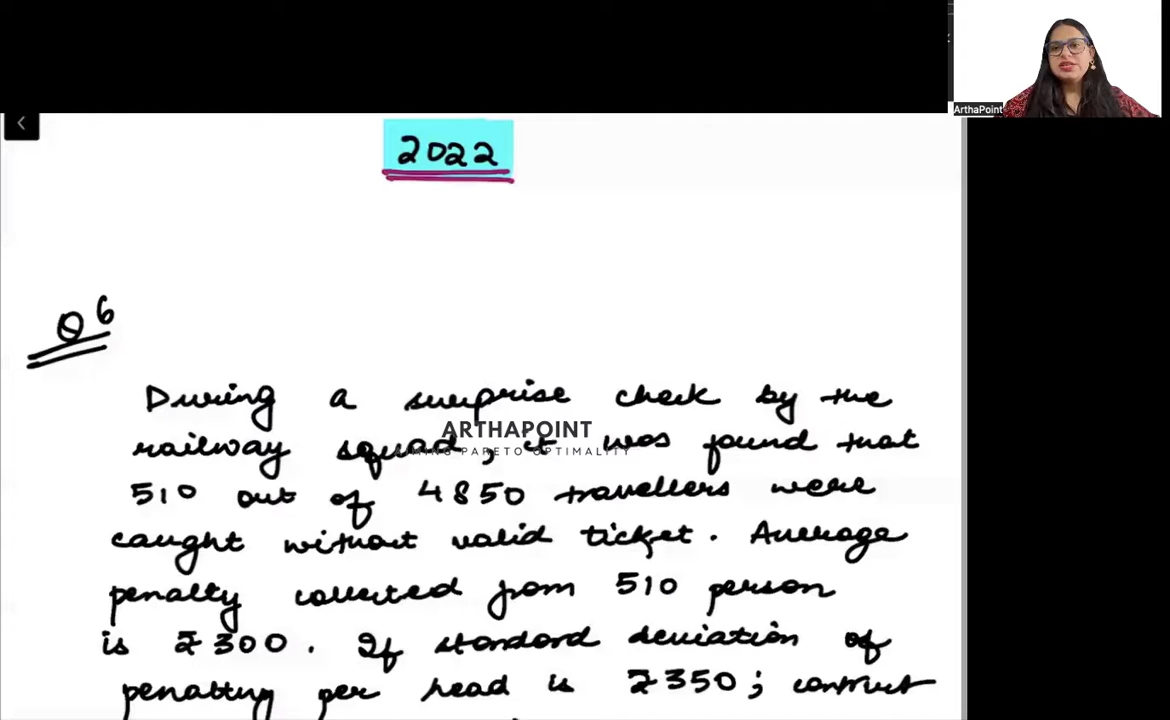 ArthaPoint
2022
Q6
During a surprise check by the
ARTHAPOINT
railway squad, it was found that
PARETO OPTIMALITY
510 out of 4850 travellers were
caught without valid ticket. Average
penalty collected from 510 person
is ₹300. If standard deviation of
penalty per head is ₹350; construct